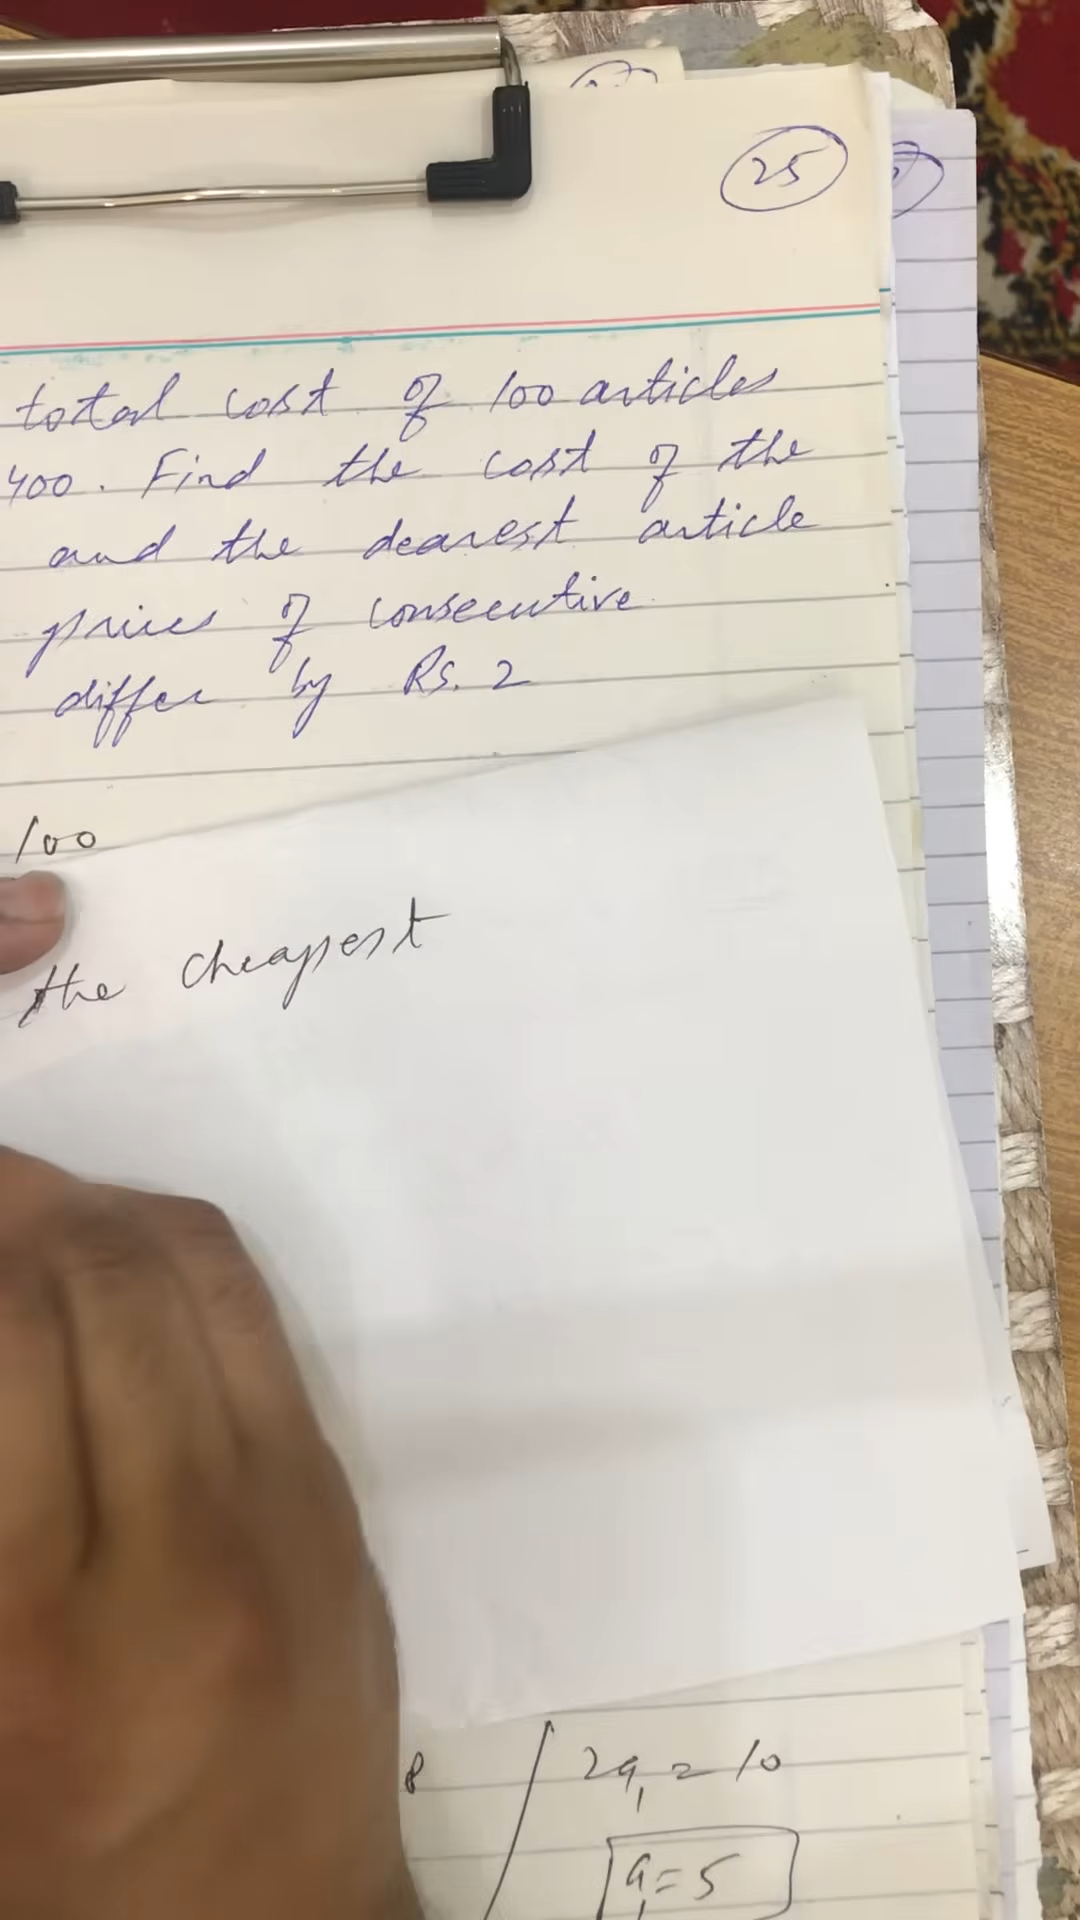 25
total cost of 100 articles
400. Find the cost of the
and the dearest article
prices of consecutive
differ by Rs. 2
100
the cheapest
8
2a₁ = 10
a₁ = 5